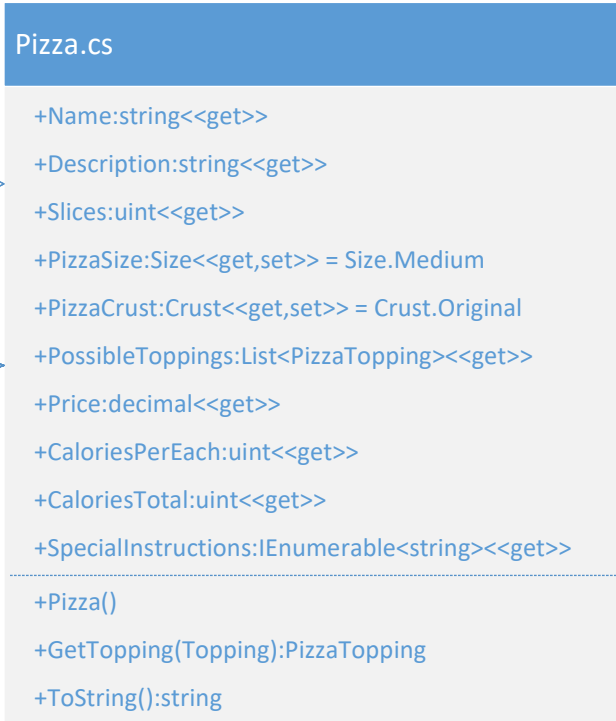 Pizza.cs
+Name:string<<get>>
+Description:string<<get>>
+Slices:uint<<get>>
+PizzaSize:Size<<get,set>> = Size.Medium
+PizzaCrust:Crust<<get,set>> = Crust.Original
+PossibleToppings:List<PizzaTopping><<get>>
+Price:decimal<<get>>
+CaloriesPerEach:uint<<get>>
+CaloriesTotal:uint<<get>>
+SpecialInstructions:IEnumerable<string><<get>>
+Pizza()
+GetTopping(Topping):PizzaTopping
+ToString():string